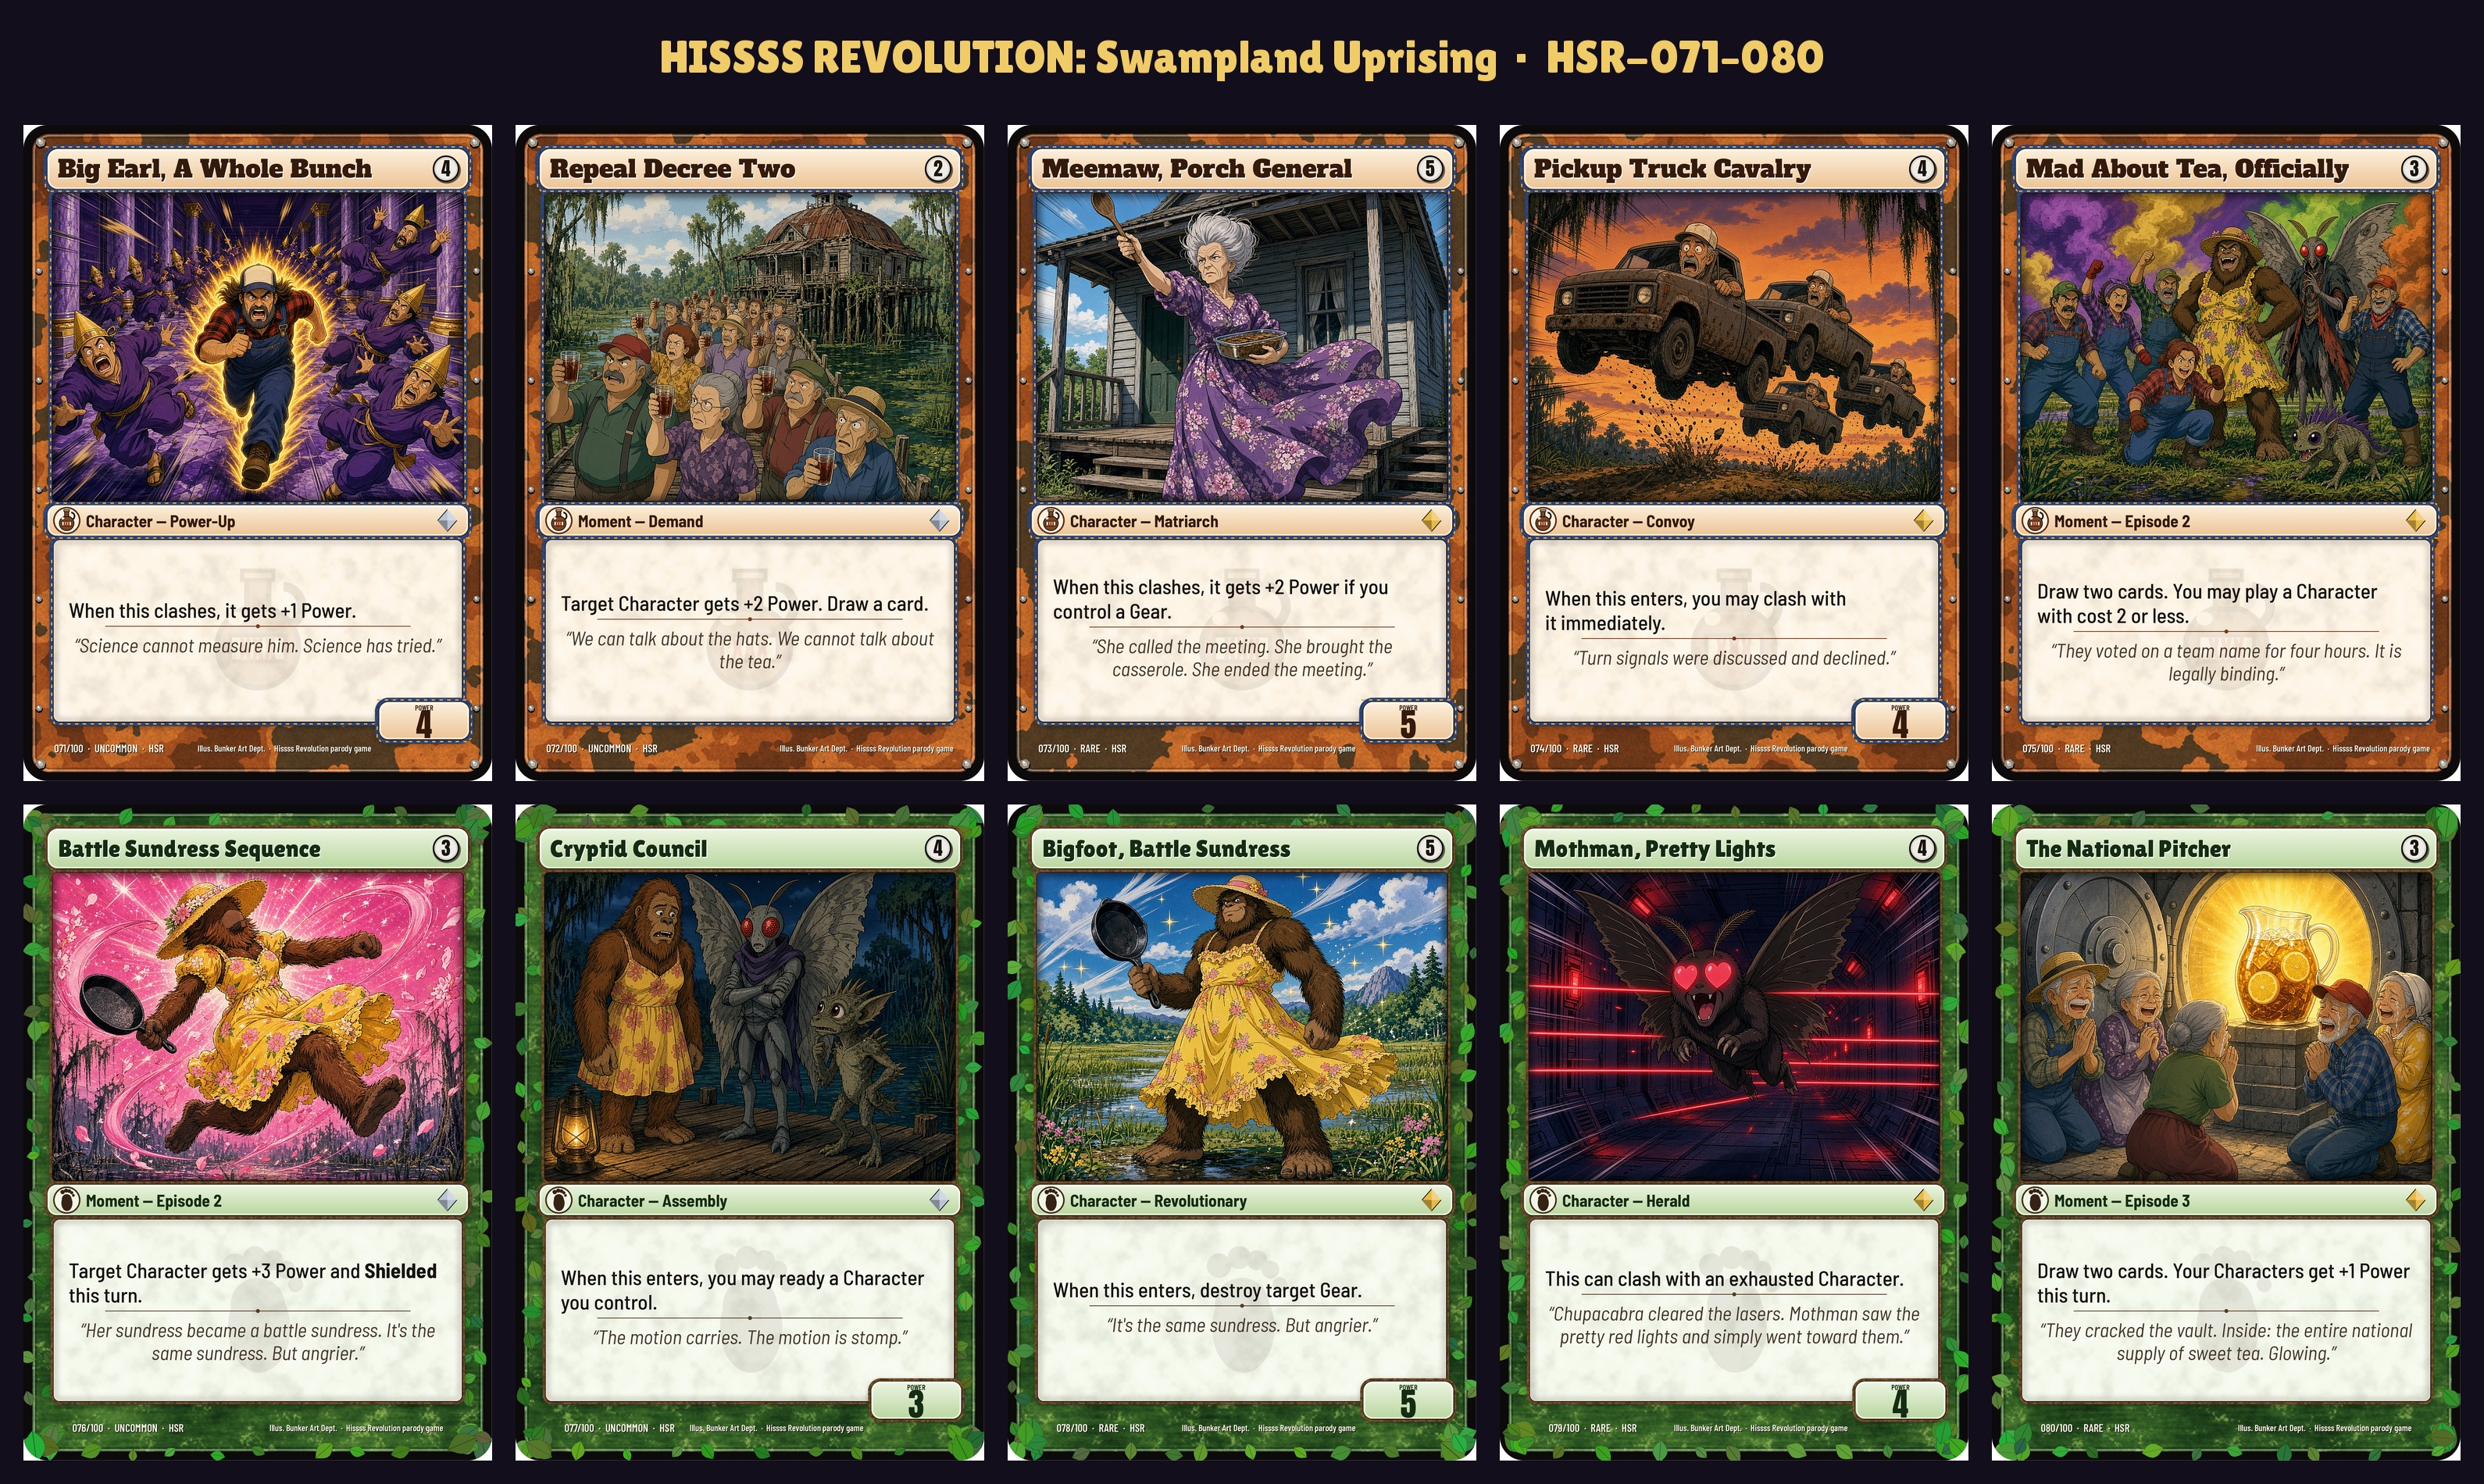 HISSSS REVOLUTION: Swampland Uprising · HSR-071-080
Big Earl, A Whole Bunch
4
Character – Power-Up
When this clashes, it gets +1 Power.
“Science cannot measure him. Science has tried.”
POWER
4
071/100 · UNCOMMON · HSR
Illus. Bunker Art Dept. · Hissss Revolution parody game
Repeal Decree Two
2
Moment – Demand
Target Character gets +2 Power. Draw a card.
“We can talk about the hats. We cannot talk about
the tea.”
072/100 · UNCOMMON · HSR
Illus. Bunker Art Dept. · Hissss Revolution parody game
Meemaw, Porch General
5
Character – Matriarch
When this clashes, it gets +2 Power if you
control a Gear.
“She called the meeting. She brought the
casserole. She ended the meeting.”
POWER
5
073/100 · RARE · HSR
Illus. Bunker Art Dept. · Hissss Revolution parody game
Pickup Truck Cavalry
4
Character – Convoy
When this enters, you may clash with
it immediately.
“Turn signals were discussed and declined.”
POWER
4
074/100 · RARE · HSR
Illus. Bunker Art Dept. · Hissss Revolution parody game
Mad About Tea, Officially
3
Moment – Episode 2
Draw two cards. You may play a Character
with cost 2 or less.
“They voted on a team name for four hours. It is
legally binding.”
075/100 · RARE · HSR
Illus. Bunker Art Dept. · Hissss Revolution parody game
Battle Sundress Sequence
3
Moment – Episode 2
Target Character gets +3 Power and Shielded
this turn.
“Her sundress became a battle sundress. It's the
same sundress. But angrier.”
076/100 · UNCOMMON · HSR
Illus. Bunker Art Dept. · Hissss Revolution parody game
Cryptid Council
4
Character – Assembly
When this enters, you may ready a Character
you control.
“The motion carries. The motion is stomp.”
POWER
3
077/100 · UNCOMMON · HSR
Illus. Bunker Art Dept. · Hissss Revolution parody game
Bigfoot, Battle Sundress
5
Character – Revolutionary
When this enters, destroy target Gear.
“It's the same sundress. But angrier.”
POWER
5
078/100 · RARE · HSR
Illus. Bunker Art Dept. · Hissss Revolution parody game
Mothman, Pretty Lights
4
Character – Herald
This can clash with an exhausted Character.
“Chupacabra cleared the lasers. Mothman saw the
pretty red lights and simply went toward them.”
POWER
4
079/100 · RARE · HSR
Illus. Bunker Art Dept. · Hissss Revolution parody game
The National Pitcher
3
Moment – Episode 3
Draw two cards. Your Characters get +1 Power
this turn.
“They cracked the vault. Inside: the entire national
supply of sweet tea. Glowing.”
080/100 · RARE · HSR
Illus. Bunker Art Dept. · Hissss Revolution parody game